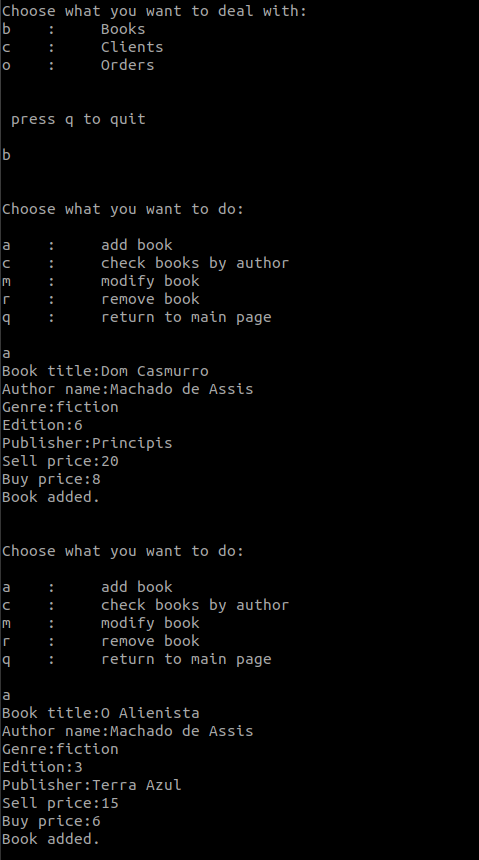 Choose what you want to deal with:
b    :     Books
c    :     Clients
o    :     Orders
 press q to quit
b
Choose what you want to do:
a    :     add book
c    :     check books by author
m    :     modify book
r    :     remove book
q    :     return to main page
a
Book title:Dom Casmurro
Author name:Machado de Assis
Genre:fiction
Edition:6
Publisher:Principis
Sell price:20
Buy price:8
Book added.
Choose what you want to do:
a    :     add book
c    :     check books by author
m    :     modify book
r    :     remove book
q    :     return to main page
a
Book title:O Alienista
Author name:Machado de Assis
Genre:fiction
Edition:3
Publisher:Terra Azul
Sell price:15
Buy price:6
Book added.